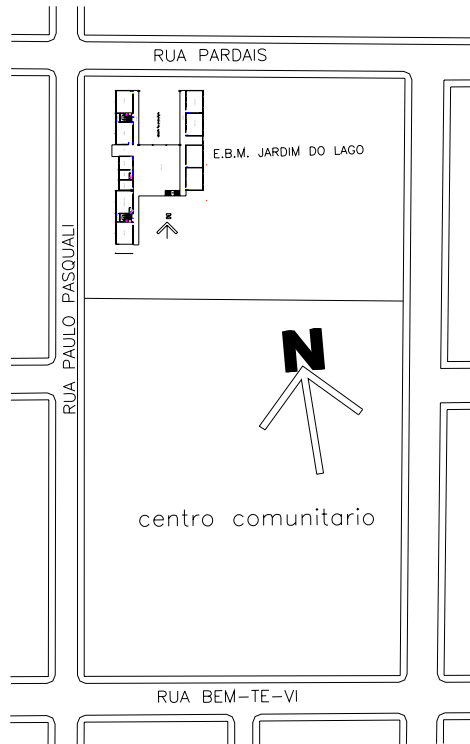 RUA PARDAIS
E.B.M. JARDIM DO LAGO
RUA PAULO PASQUALI
N
centro comunitario
RUA BEM-TE-VI